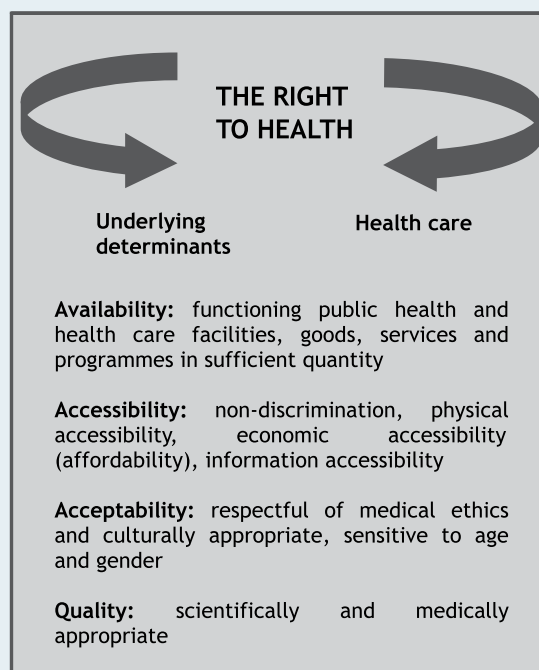 THE RIGHT
TO HEALTH
Underlying
determinants
Health care
Availability: functioning public health and
health care facilities, goods, services and
programmes in sufficient quantity
Accessibility: non-discrimination, physical
accessibility, economic accessibility
(affordability), information accessibility
Acceptability: respectful of medical ethics
and culturally appropriate, sensitive to age
and gender
Quality: scientifically and medically
appropriate